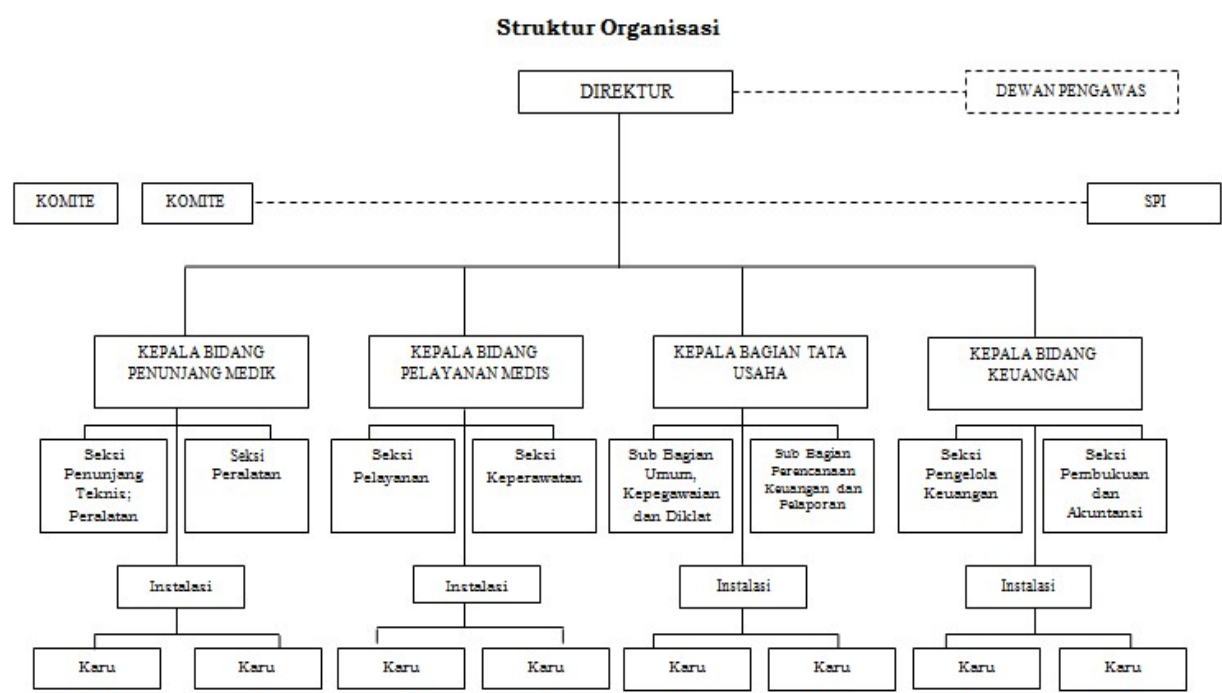 Struktur Organisasi
DIREKTUR
DEWAN PENGAWAS
KOMITE
KOMITE
SPI
KEPALA BIDANG
PENUNJANG MEDIK
KEPALA BIDANG
PELAYANAN MEDIS
KEPALA BAGIAN TATA
USAHA
KEPALA BIDANG
KEUANGAN
Seksi
Penunjang
Teknis;
Peralatan
Seksi
Peralatan
Seksi
Pelayanan
Seksi
Keperawatan
Sub Bagian
Umum,
Kepegawaian
dan Diklat
Sub Bagian
Perencanaan
Keuangan dan
Pelaporan
Seksi
Pengelola
Keuangan
Seksi
Pembukuan
dan
Akuntansi
Instalasi
Instalasi
Instalasi
Instalasi
Karu
Karu
Karu
Karu
Karu
Karu
Karu
Karu